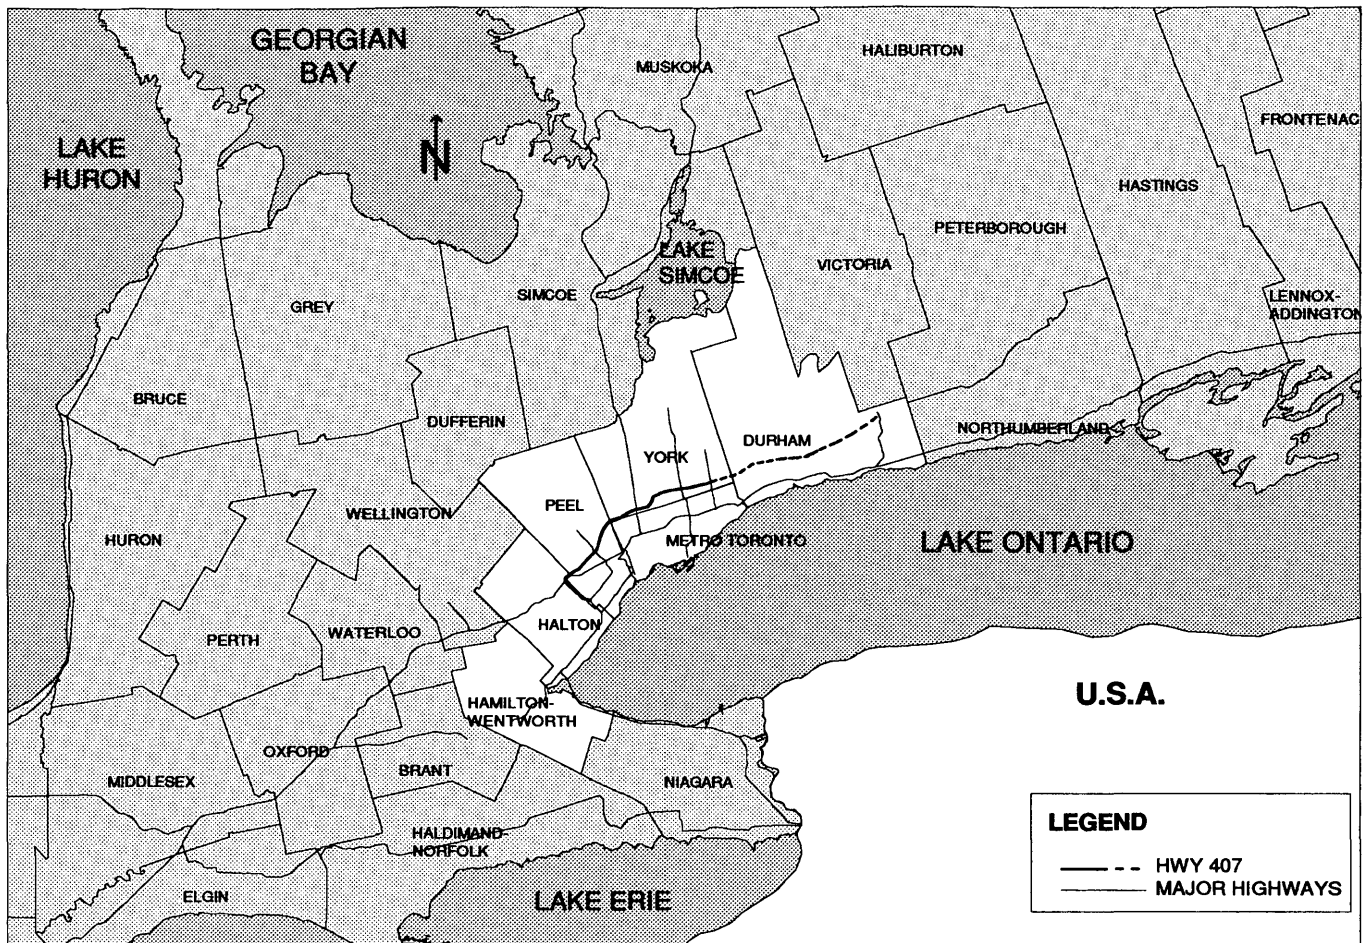 GEORGIAN
BAY
MUSKOKA
HALIBURTON
FRONTENAC
LAKE
HURON
N
HASTINGS
PETERBOROUGH
LAKE
SIMCOE
VICTORIA
SIMCOE
GREY
LENNOX-
ADDINGTON
BRUCE
DUFFERIN
NORTHUMBERLAND
DURHAM
YORK
PEEL
WELLINGTON
HURON
METRO TORONTO
LAKE ONTARIO
HALTON
WATERLOO
PERTH
U.S.A.
HAMILTON-
WENTWORTH
OXFORD
BRANT
MIDDLESEX
NIAGARA
HALDIMAND-
NORFOLK
ELGIN
LAKE ERIE
LEGEND
HWY 407
MAJOR HIGHWAYS